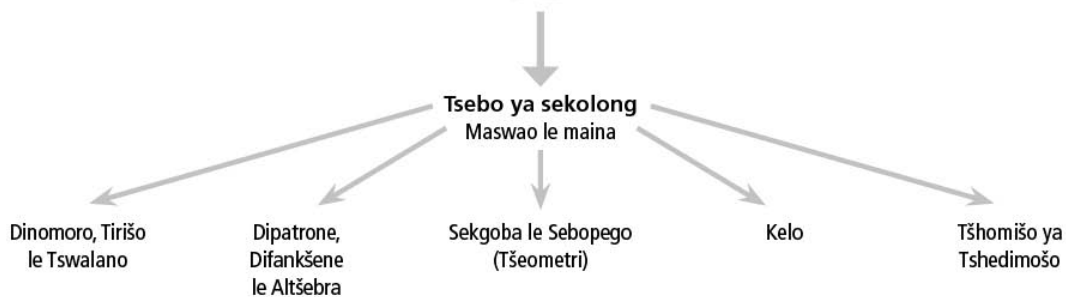 Tsebo ya sekolong
Maswao le maina
Dinomoro, Tirišo
le Tswalano
Dipatrone,
Difankšene
le Altšebra
Sekgoba le Sebopego
(Tšeometri)
Kelo
Tšhomišo ya
Tshedimošo